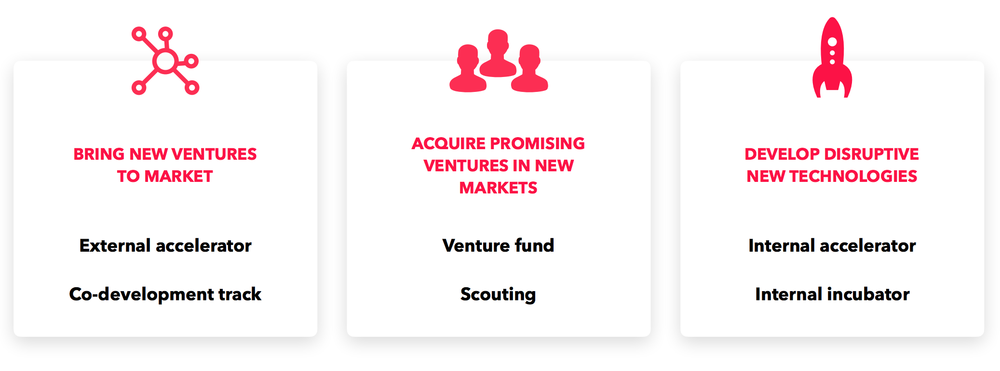 BRING NEW VENTURES
TO MARKET
External accelerator
Co-development track
ACQUIRE PROMISING
VENTURES IN NEW
MARKETS
Venture fund
Scouting
DEVELOP DISRUPTIVE
NEW TECHNOLOGIES
Internal accelerator
Internal incubator